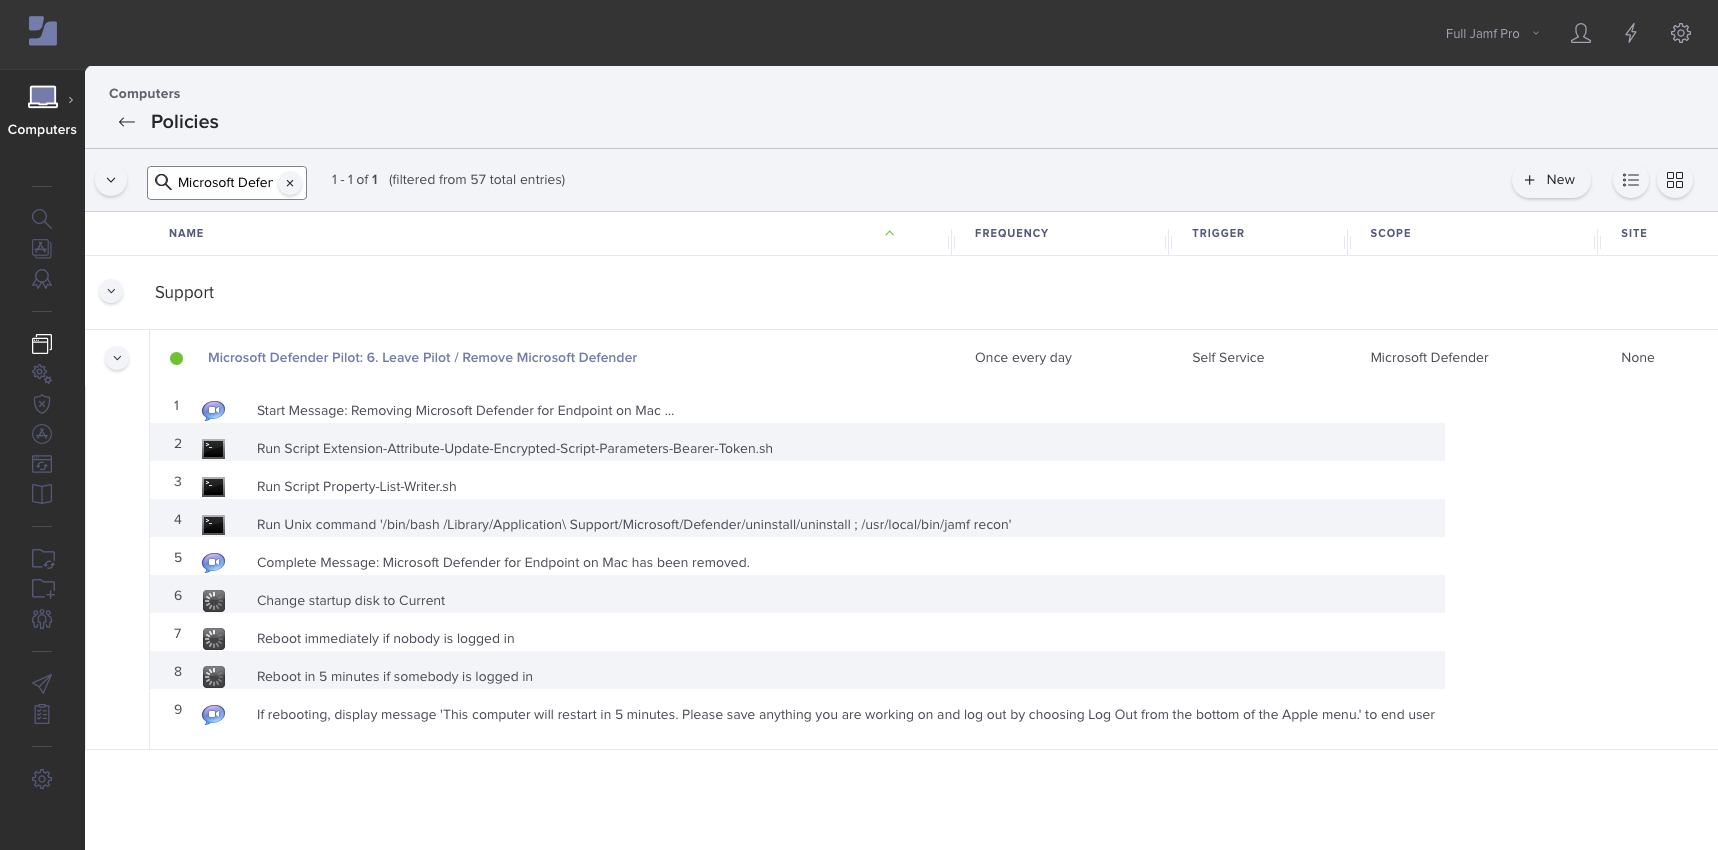 Full Jamf Pro
Computers
Computers
Policies
Microsoft Defen
1 - 1 of 1 (filtered from 57 total entries)
+ New
NAME FREQUENCY TRIGGER SCOPE SITE
Support
Microsoft Defender Pilot: 6. Leave Pilot / Remove Microsoft Defender Once every day Self Service Microsoft Defender None
1 Start Message: Removing Microsoft Defender for Endpoint on Mac ...
2 Run Script Extension-Attribute-Update-Encrypted-Script-Parameters-Bearer-Token.sh
3 Run Script Property-List-Writer.sh
4 Run Unix command '/bin/bash /Library/Application\ Support/Microsoft/Defender/uninstall/uninstall ; /usr/local/bin/jamf recon'
5 Complete Message: Microsoft Defender for Endpoint on Mac has been removed.
6 Change startup disk to Current
7 Reboot immediately if nobody is logged in
8 Reboot in 5 minutes if somebody is logged in
9 If rebooting, display message 'This computer will restart in 5 minutes. Please save anything you are working on and log out by choosing Log Out from the bottom of the Apple menu.' to end user